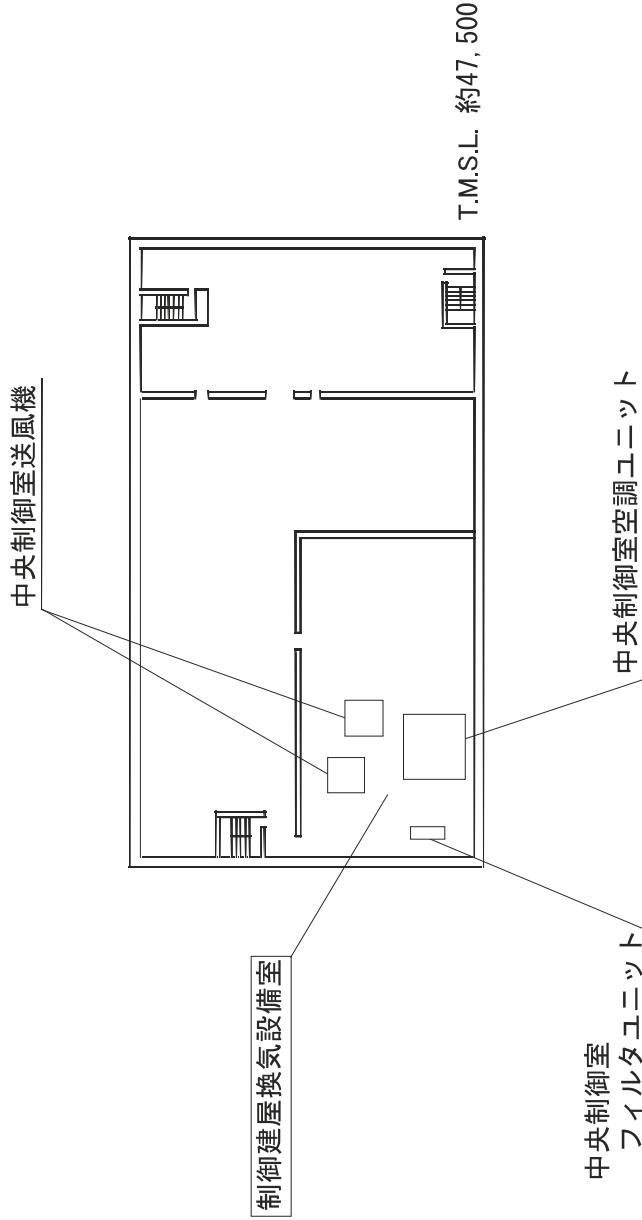 中央制御室送風機
制御建屋換気設備室
中央制御室
フィルタユニット
中央制御室空調ユニット
T.M.S.L. 約47,500